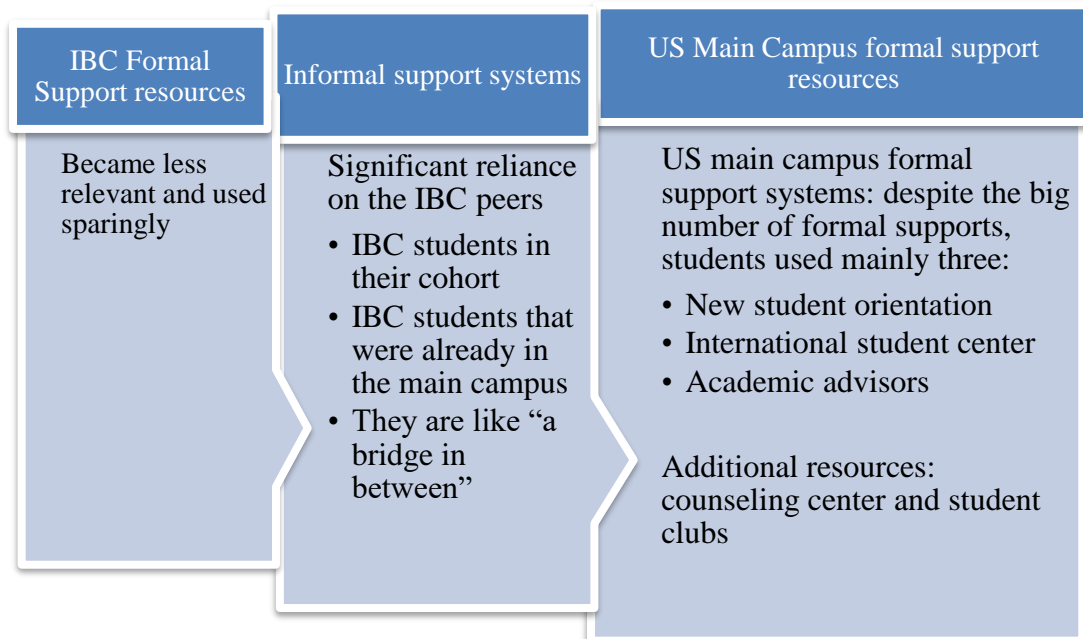 IBC Formal
Support resources
Became less
relevant and used
sparingly
Informal support systems
Significant reliance
on the IBC peers
• IBC students in
their cohort
• IBC students that
were already in
the main campus
• They are like “a
bridge in
between”
US Main Campus formal support
resources
US main campus formal
support systems: despite the big
number of formal supports,
students used mainly three:
• New student orientation
• International student center
• Academic advisors
Additional resources:
counseling center and student
clubs